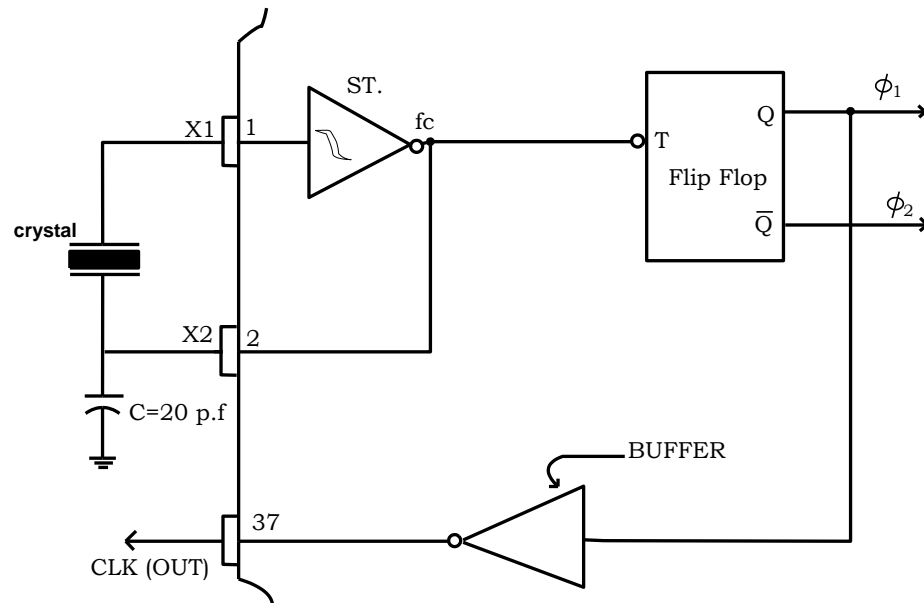 ST.
X1
1
fc
T
Q
Flip Flop
Q̅
ϕ1
ϕ2
crystal
X2
2
C=20 p.f
BUFFER
37
CLK (OUT)